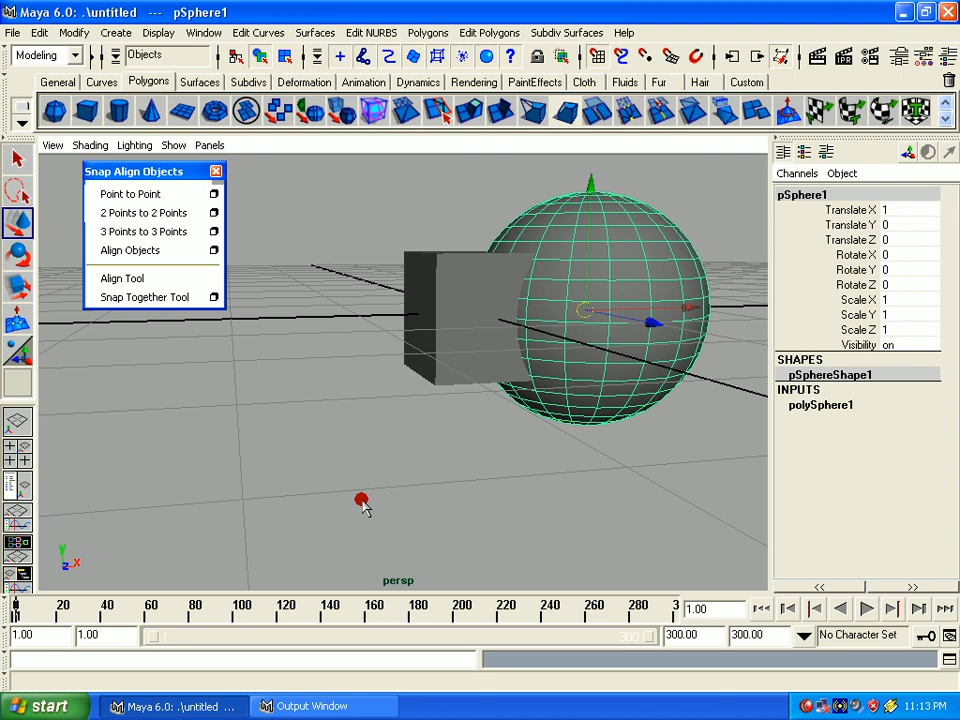 Maya 6.0: .\untitled --- pSphere1
File Edit Modify Create Display Window Edit Curves Surfaces Edit NURBS Polygons Edit Polygons Subdiv Surfaces Help
Modeling Objects
General Curves Polygons Surfaces Subdivs Deformation Animation Dynamics Rendering PaintEffects Cloth Fluids Fur Hair Custom
View Shading Lighting Show Panels
Snap Align Objects
Point to Point
2 Points to 2 Points
3 Points to 3 Points
Align Objects
Align Tool
Snap Together Tool
y
z x
persp
Channels Object
pSphere1
Translate X 1
Translate Y 0
Translate Z 0
Rotate X 0
Rotate Y 0
Rotate Z 0
Scale X 1
Scale Y 1
Scale Z 1
Visibility on
SHAPES
pSphereShape1
INPUTS
polySphere1
<< >>
20 40 60 80 100 120 140 160 180 200 220 240 260 280 3 1.00
1.00 1.00 1 300 300.00 300.00 No Character Set
start Maya 6.0: .\untitled ... Output Window 11:13 PM